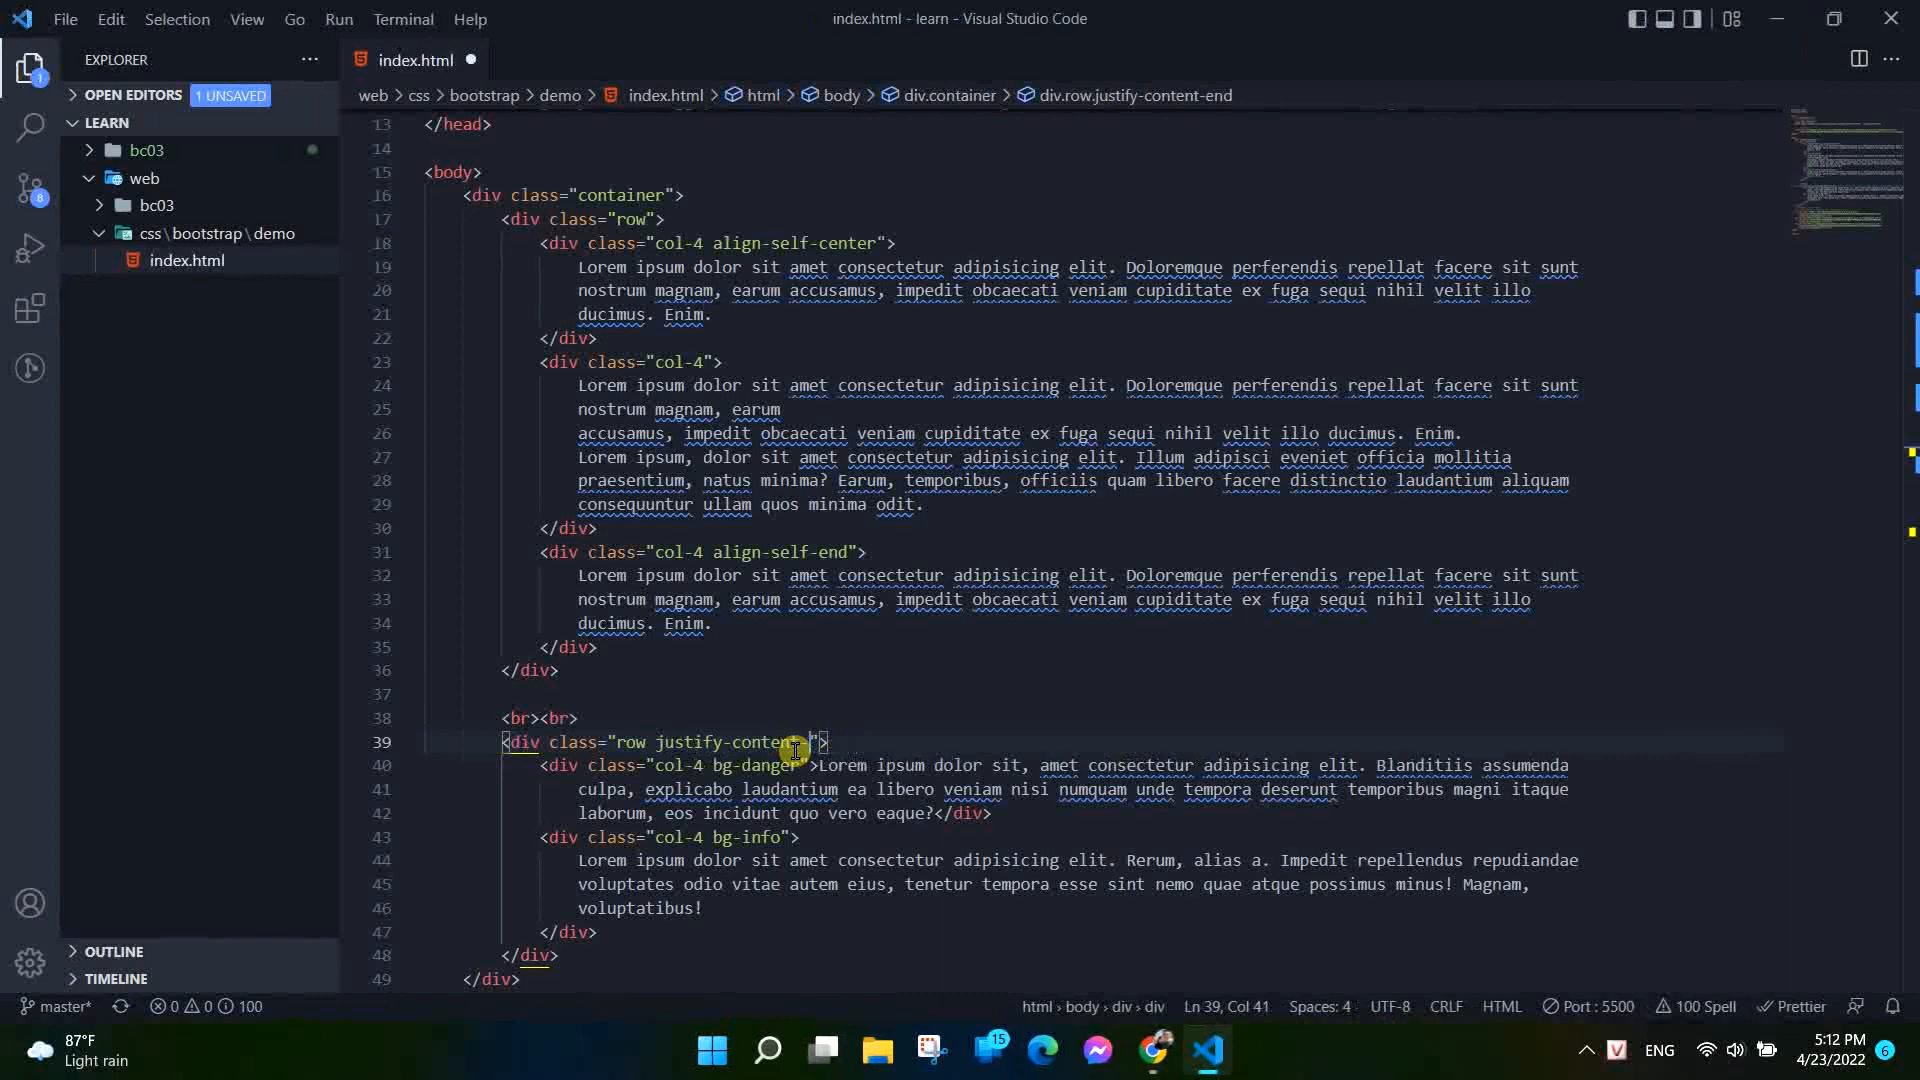 File Edit Selection View Go Run Terminal Help
index.html - learn - Visual Studio Code
EXPLORER
index.html
OPEN EDITORS 1 UNSAVED
web > css > bootstrap > demo > index.html > html > body > div.container > div.row.justify-content-end
LEARN
bc03
web
bc03
css\bootstrap\demo
index.html
13 </head>
14
15 <body>
16 <div class="container">
17 <div class="row">
18 <div class="col-4 align-self-center">
19 Lorem ipsum dolor sit amet consectetur adipisicing elit. Doloremque perferendis repellat facere sit sunt
20 nostrum magnam, earum accusamus, impedit obcaecati veniam cupiditate ex fuga sequi nihil velit illo
21 ducimus. Enim.
22 </div>
23 <div class="col-4">
24 Lorem ipsum dolor sit amet consectetur adipisicing elit. Doloremque perferendis repellat facere sit sunt
25 nostrum magnam, earum
26 accusamus, impedit obcaecati veniam cupiditate ex fuga sequi nihil velit illo ducimus. Enim.
27 Lorem ipsum, dolor sit amet consectetur adipisicing elit. Illum adipisci eveniet officia mollitia
28 praesentium, natus minima? Earum, temporibus, officiis quam libero facere distinctio laudantium aliquam
29 consequuntur ullam quos minima odit.
30 </div>
31 <div class="col-4 align-self-end">
32 Lorem ipsum dolor sit amet consectetur adipisicing elit. Doloremque perferendis repellat facere sit sunt
33 nostrum magnam, earum accusamus, impedit obcaecati veniam cupiditate ex fuga sequi nihil velit illo
34 ducimus. Enim.
35 </div>
36 </div>
37
38 <br><br>
39 <div class="row justify-content-">
40 <div class="col-4 bg-danger">Lorem ipsum dolor sit, amet consectetur adipisicing elit. Blanditiis assumenda
41 culpa, explicabo laudantium ea libero veniam nisi numquam unde tempora deserunt temporibus magni itaque
42 laborum, eos incidunt quo vero eaque?</div>
43 <div class="col-4 bg-info">
44 Lorem ipsum dolor sit amet consectetur adipisicing elit. Rerum, alias a. Impedit repellendus repudiandae
45 voluptates odio vitae autem eius, tenetur tempora esse sint nemo quae atque possimus minus! Magnam,
46 voluptatibus!
47 </div>
48 </div>
49 </div>
1
8
OUTLINE
TIMELINE
master* 0 0 100
html > body > div > div Ln 39, Col 41 Spaces: 4 UTF-8 CRLF HTML Port : 5500 100 Spell Prettier
87°F
Light rain
15
V
ENG
5:12 PM
4/23/2022
6